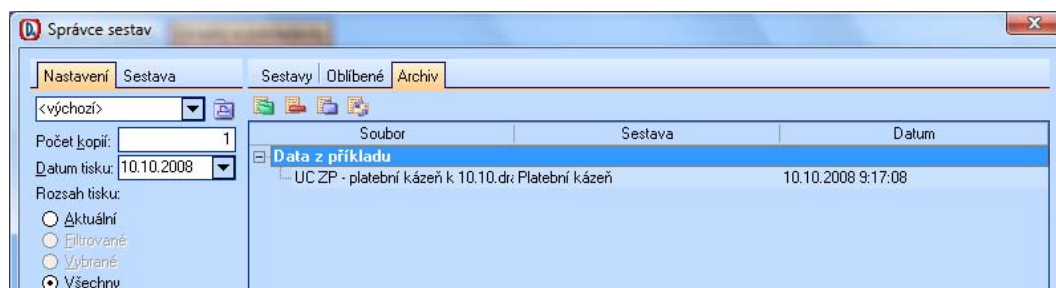 Správce sestav
Nastavení Sestava
<výchozí>
Počet kopií: 1
Datum tisku: 10.10.2008
Rozsah tisku:
Aktuální
Filtrované
Vybrané
Všechny
Sestavy Oblíbené Archiv
Soubor Sestava Datum
Data z příkladu
UC ZP - platební kázeň k 10.10.dra Platební kázeň 10.10.2008 9:17:08